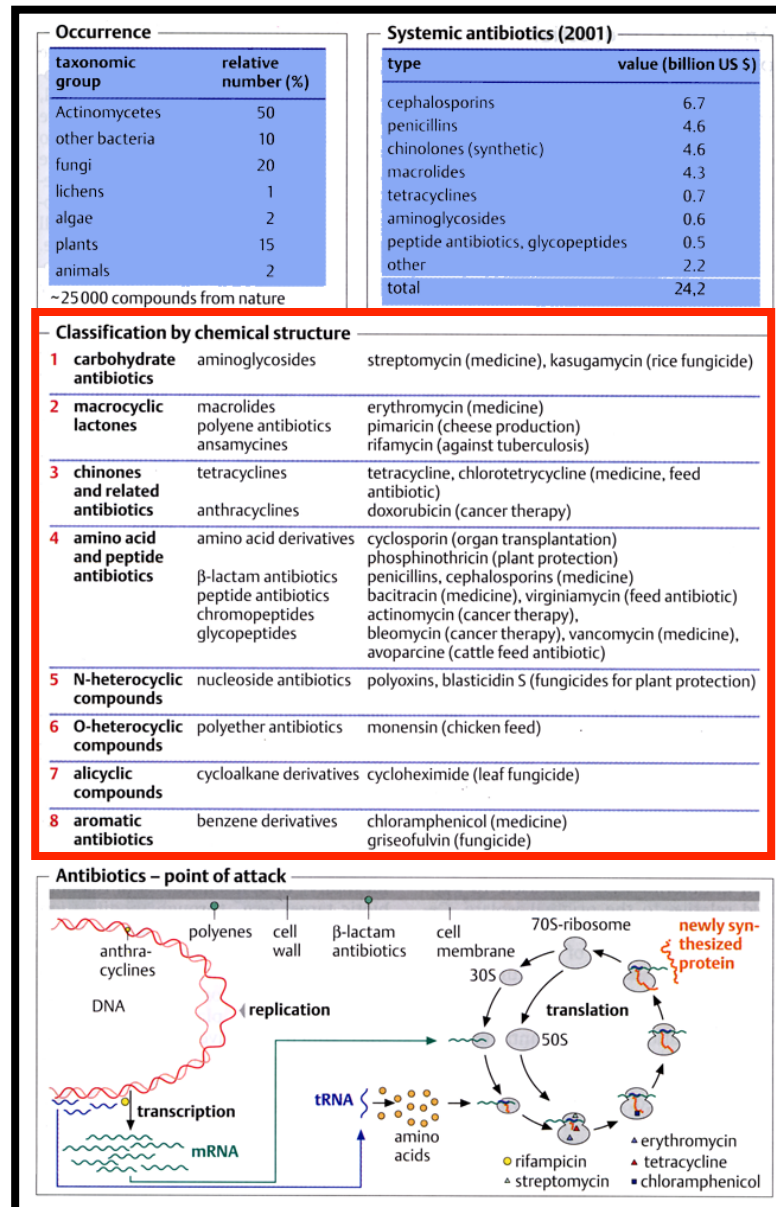 Occurrence
taxonomic group relative number (%)
Actinomycetes 50
other bacteria 10
fungi 20
lichens 1
algae 2
plants 15
animals 2
~25000 compounds from nature
Systemic antibiotics (2001)
type value (billion US $)
cephalosporins 6.7
penicillins 4.6
chinolones (synthetic) 4.6
macrolides 4.3
tetracyclines 0.7
aminoglycosides 0.6
peptide antibiotics, glycopeptides 0.5
other 2.2
total 24,2
Classification by chemical structure
1 carbohydrate aminoglycosides streptomycin (medicine), kasugamycin (rice fungicide)
antibiotics
2 macrocyclic macrolides erythromycin (medicine)
lactones polyene antibiotics pimaricin (cheese production)
ansamycines rifamycin (against tuberculosis)
3 chinones tetracyclines tetracycline, chlorotetrycycline (medicine, feed
and related antibiotic)
antibiotics anthracyclines doxorubicin (cancer therapy)
4 amino acid amino acid derivatives cyclosporin (organ transplantation)
and peptide phosphinothricin (plant protection)
antibiotics β-lactam antibiotics penicillins, cephalosporins (medicine)
peptide antibiotics bacitracin (medicine), virginiamycin (feed antibiotic)
chromopeptides actinomycin (cancer therapy),
glycopeptides bleomycin (cancer therapy), vancomycin (medicine),
avoparcine (cattle feed antibiotic)
5 N-heterocyclic nucleoside antibiotics polyoxins, blasticidin S (fungicides for plant protection)
compounds
6 O-heterocyclic polyether antibiotics monensin (chicken feed)
compounds
7 alicyclic cycloalkane derivatives cycloheximide (leaf fungicide)
compounds
8 aromatic benzene derivatives chloramphenicol (medicine)
antibiotics griseofulvin (fungicide)
Antibiotics – point of attack
anthra-
cyclines
polyenes
cell
wall
β-lactam
antibiotics
cell
membrane
70S-ribosome
newly syn-
thesized
protein
30S
DNA
replication
translation
50S
transcription
tRNA
mRNA
amino
acids
erythromycin
rifampicin
tetracycline
streptomycin
chloramphenicol